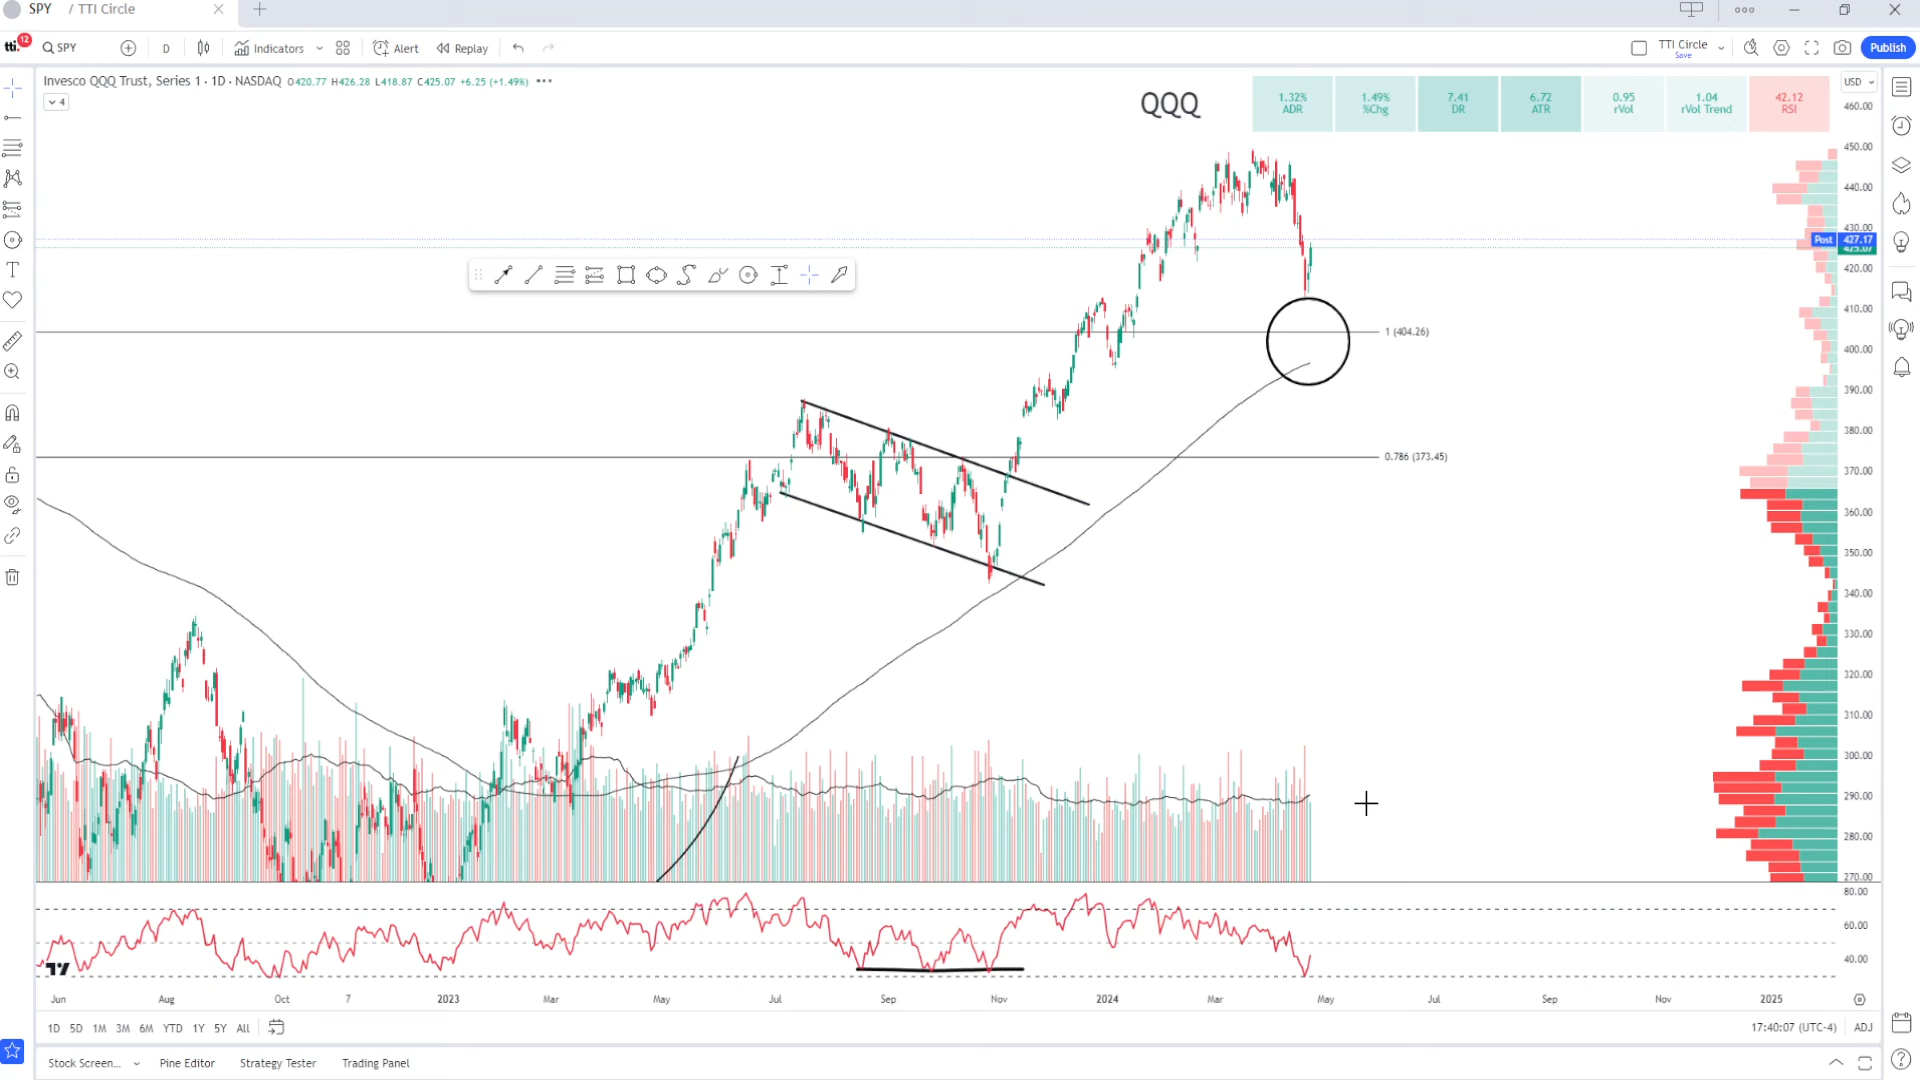 SPY / TTI Circle
tti. 12 SPY D Indicators Alert Replay TTI Circle Save Publish
Invesco QQQ Trust, Series 1 · 1D · NASDAQ O420.77 H426.28 L418.87 C425.07 +6.25 (+1.49%)
4
QQQ
1.32% ADR
1.49% %Chg
7.41 DR
6.72 ATR
0.95 rVol
1.04 rVol Trend
42.12 RSI
USD
460.00
450.00
440.00
430.00
Post 427.17
425.07
420.00
410.00
1 (404.26)
400.00
390.00
380.00
0.786 (373.45)
370.00
360.00
350.00
340.00
330.00
320.00
310.00
300.00
290.00
280.00
270.00
80.00
60.00
40.00
Jun Aug Oct 7 2023 Mar May Jul Sep Nov 2024 Mar May Jul Sep Nov 2025
1D 5D 1M 3M 6M YTD 1Y 5Y All 17:40:07 (UTC-4) ADJ
Stock Screen... Pine Editor Strategy Tester Trading Panel